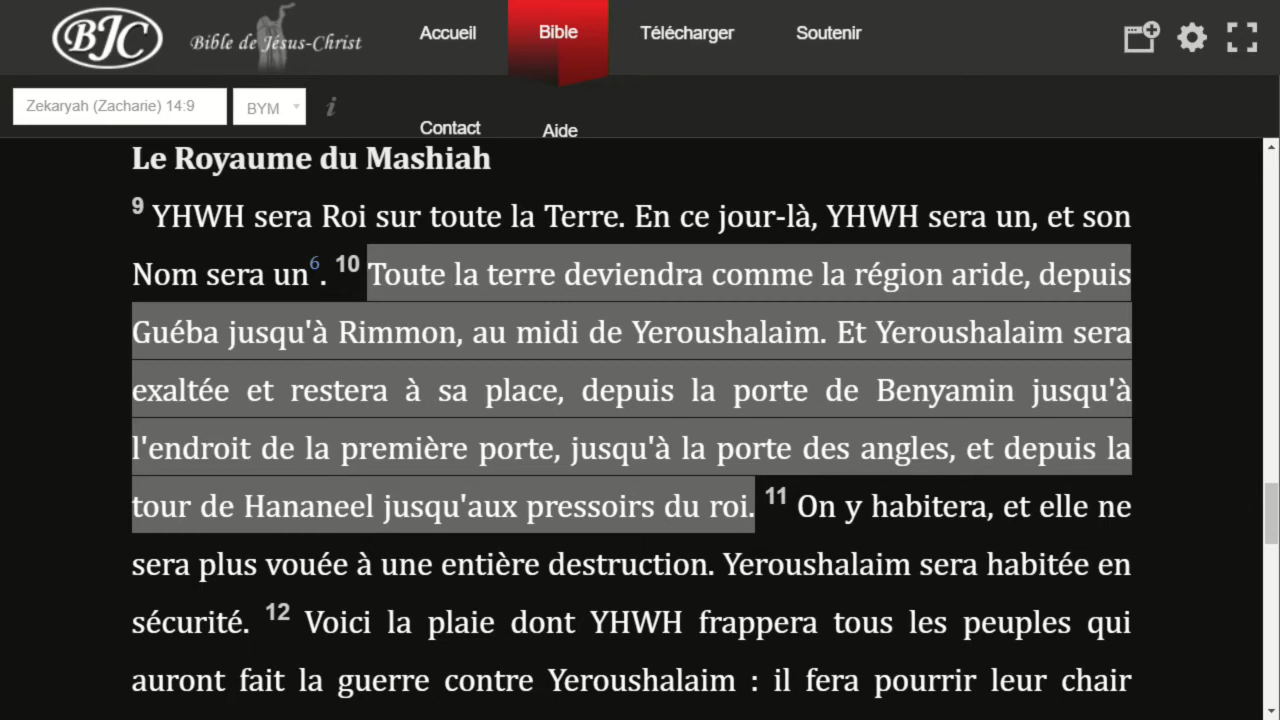 BJC Bible de Jésus-Christ Accueil Bible Télécharger Soutenir
Zekaryah (Zacharie) 14:9 BYM i Contact Aide
Le Royaume du Mashiah
9 YHWH sera Roi sur toute la Terre. En ce jour-là, YHWH sera un, et son
Nom sera un6. 10 Toute la terre deviendra comme la région aride, depuis
Guéba jusqu'à Rimmon, au midi de Yeroushalaim. Et Yeroushalaim sera
exaltée et restera à sa place, depuis la porte de Benyamin jusqu'à
l'endroit de la première porte, jusqu'à la porte des angles, et depuis la
tour de Hananeel jusqu'aux pressoirs du roi. 11 On y habitera, et elle ne
sera plus vouée à une entière destruction. Yeroushalaim sera habitée en
sécurité. 12 Voici la plaie dont YHWH frappera tous les peuples qui
auront fait la guerre contre Yeroushalaim : il fera pourrir leur chair